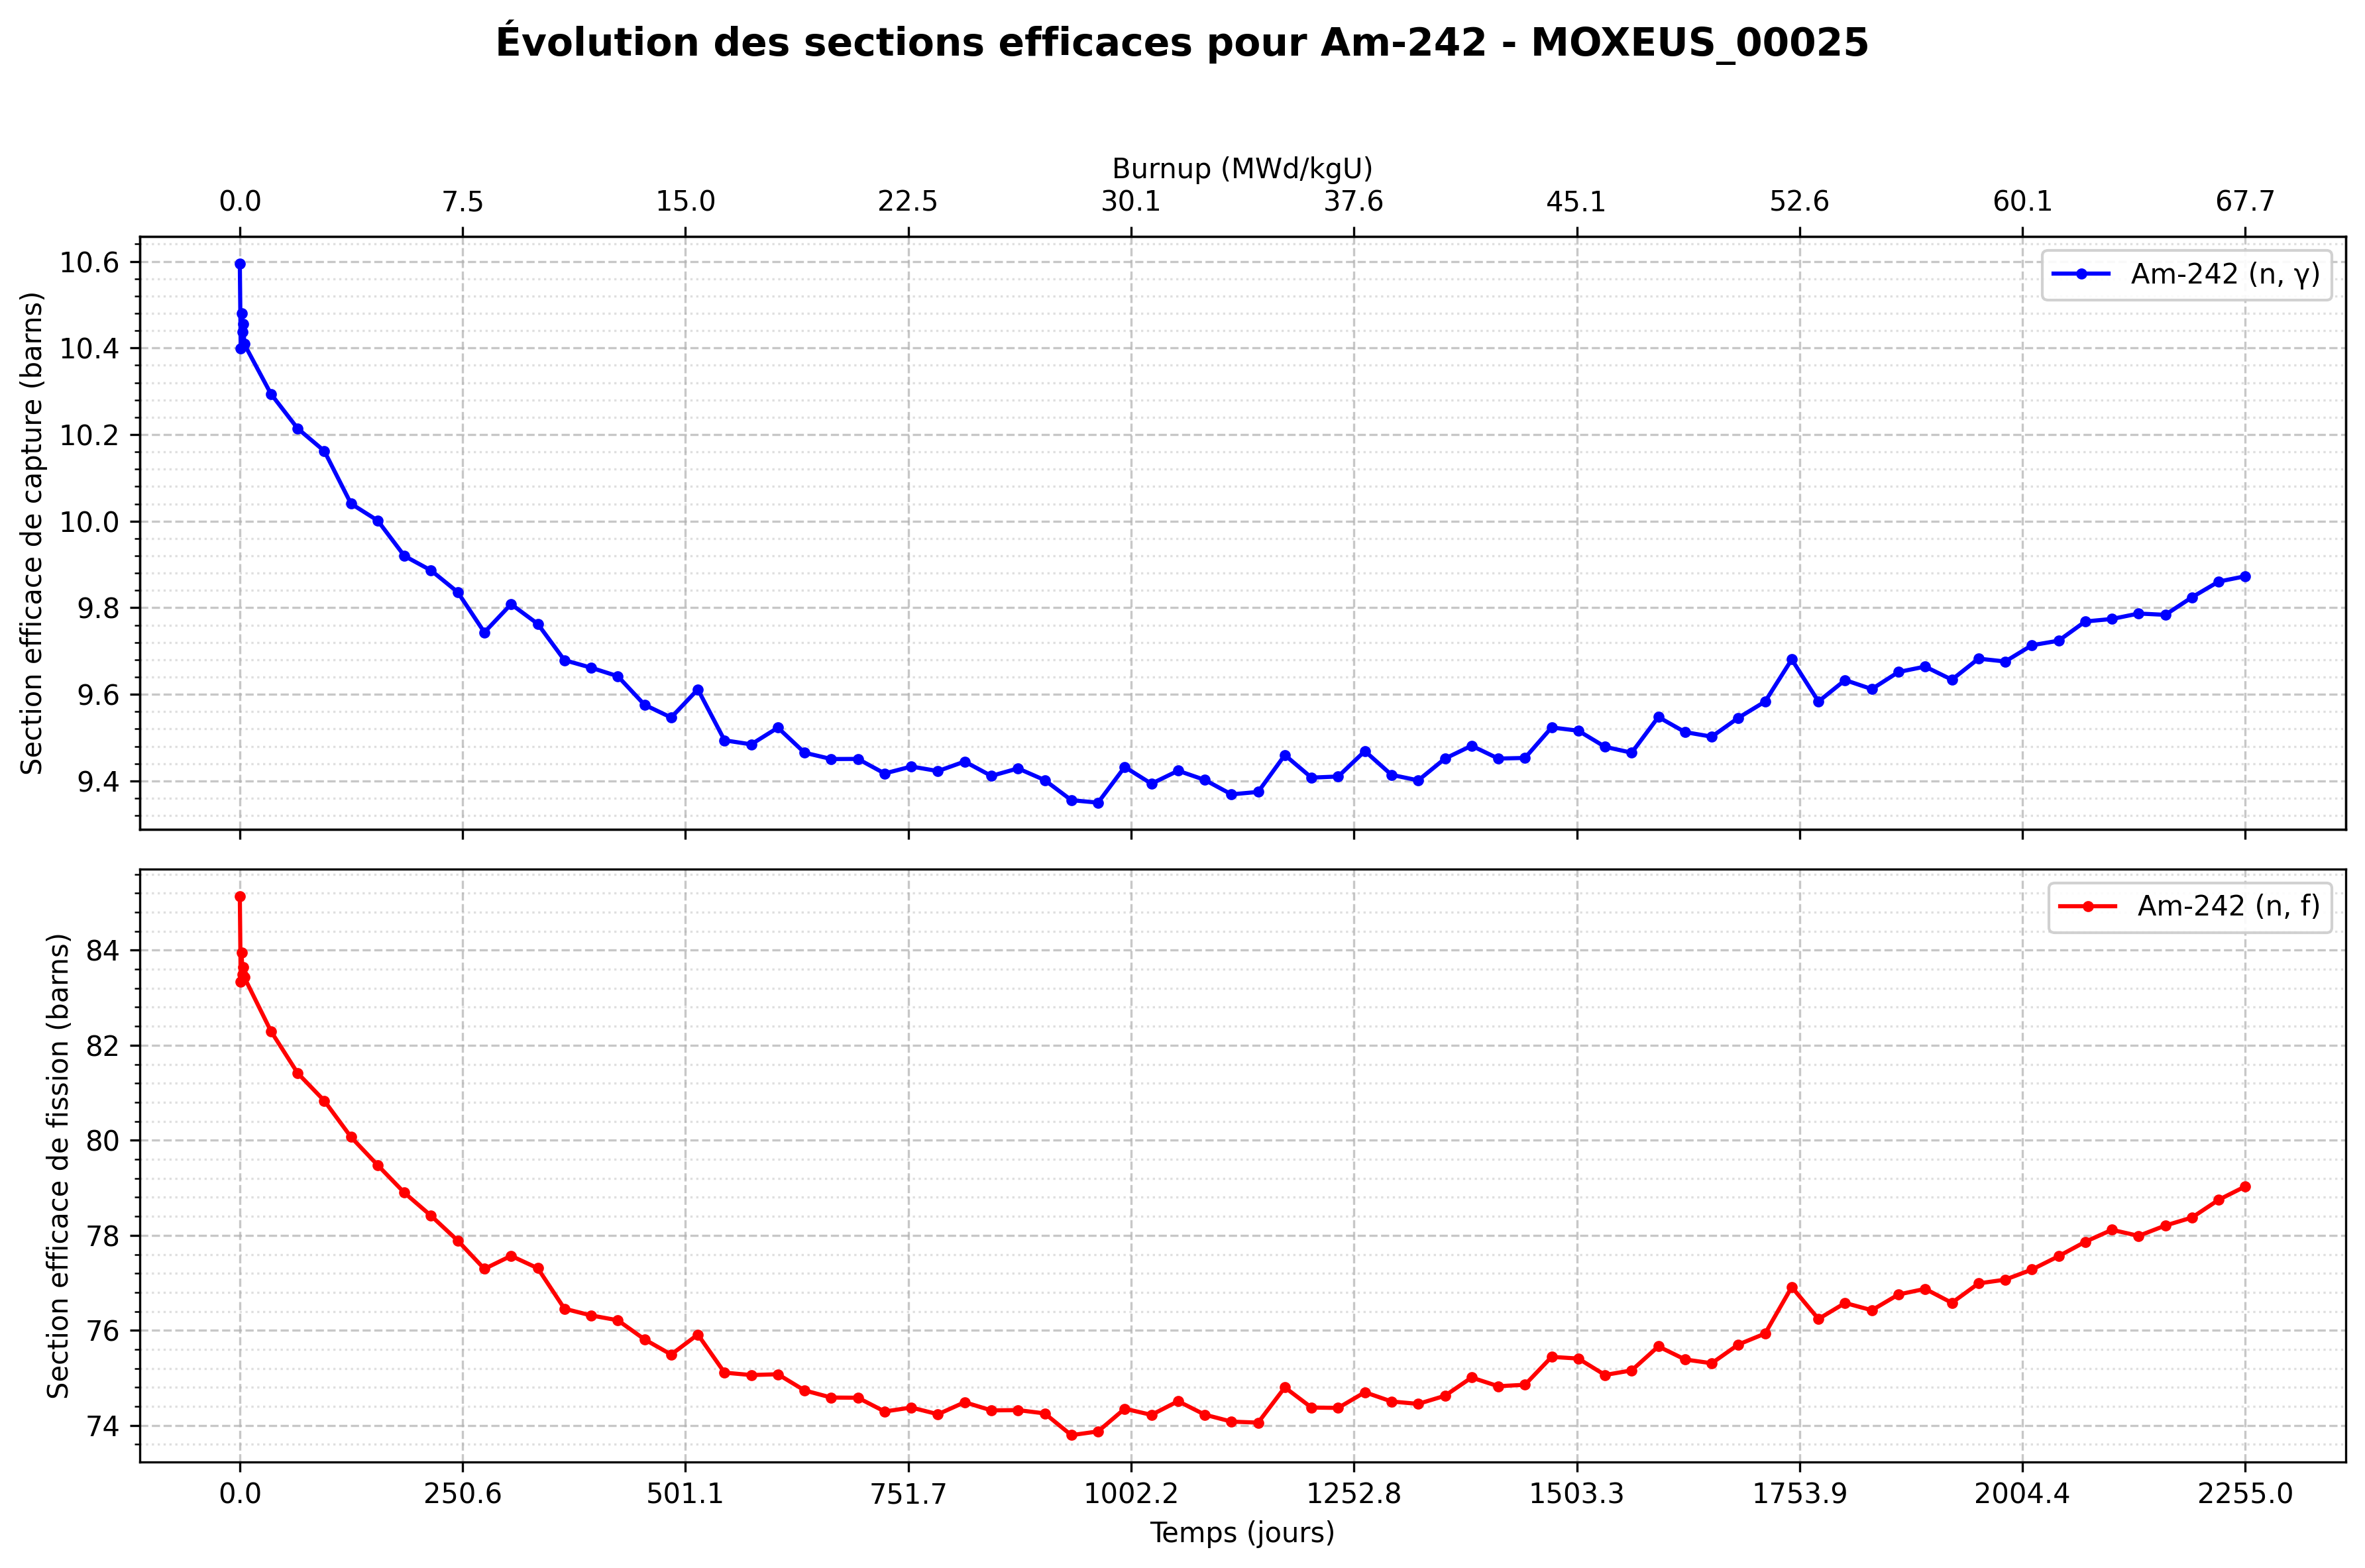 Évolution des sections efficaces pour Am-242 - MOXEUS_00025
Burnup (MWd/kgU)
0.0 7.5 15.0 22.5 30.1 37.6 45.1 52.6 60.1 67.7
Section efficace de capture (barns)
10.6
10.4
10.2
10.0
9.8
9.6
9.4
Am-242 (n, γ)
Section efficace de fission (barns)
84
82
80
78
76
74
Am-242 (n, f)
0.0 250.6 501.1 751.7 1002.2 1252.8 1503.3 1753.9 2004.4 2255.0
Temps (jours)